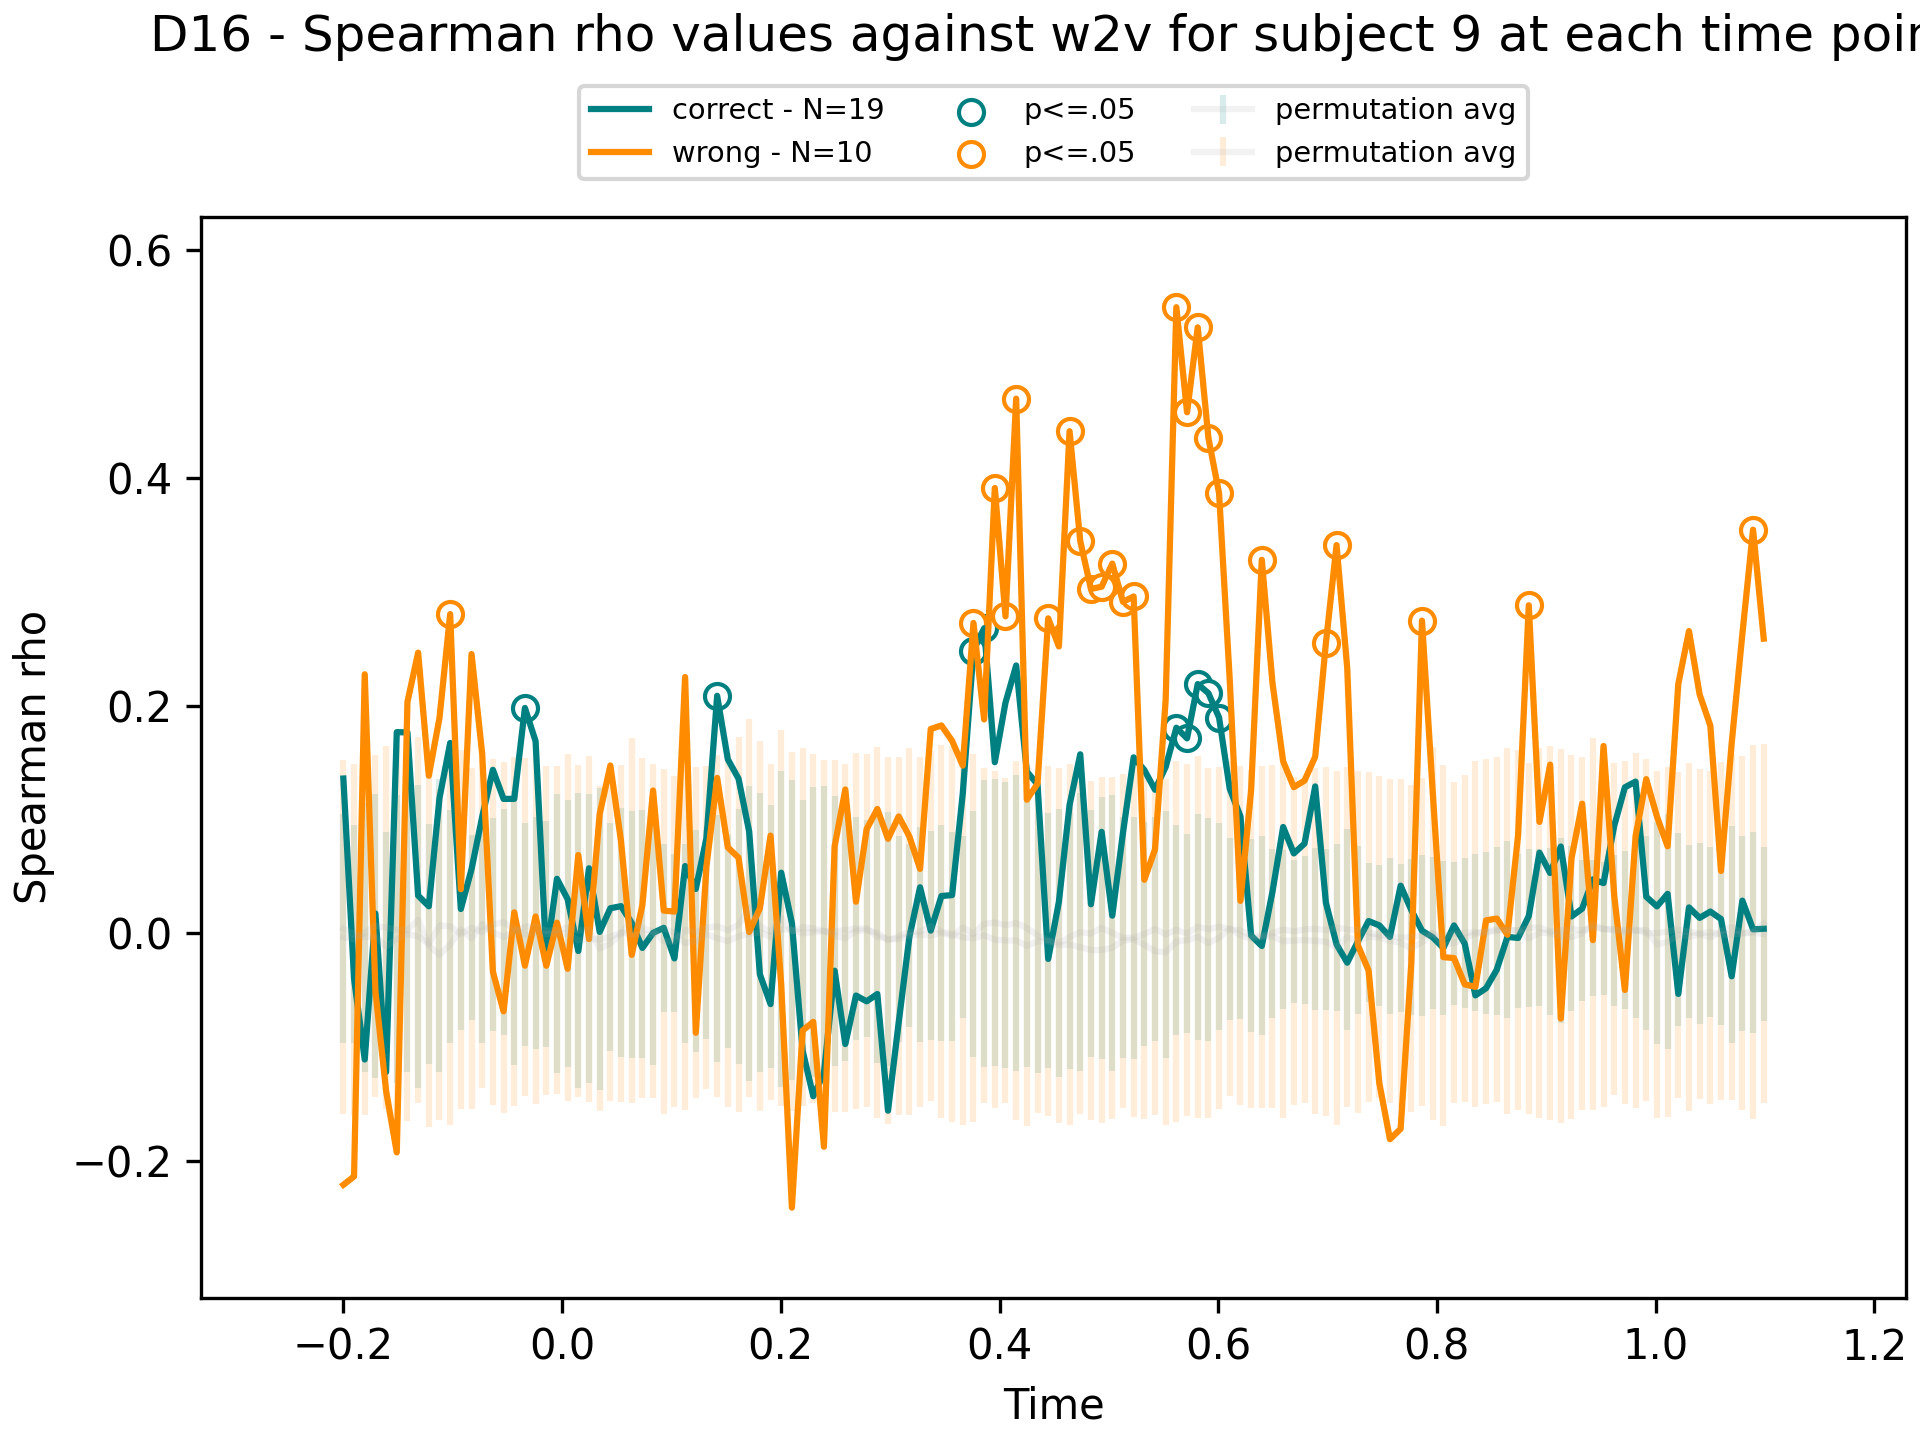 D16 - Spearman rho values against w2v for subject 9 at each time
correct - N=19 p<=.05 permutation avg
wrong - N=10 p<=.05 permutation avg
Spearman rho
0.6
0.4
0.2
0.0
−0.2
−0.2 0.0 0.2 0.4 0.6 0.8 1.0 1.2
Time